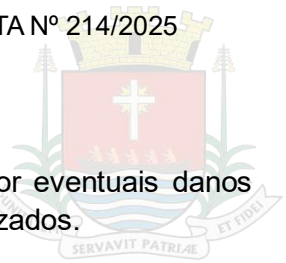 TA Nº 214/2025
or eventuais danos
zados.
SERVAVIT PATRIAE
ET FIDEI